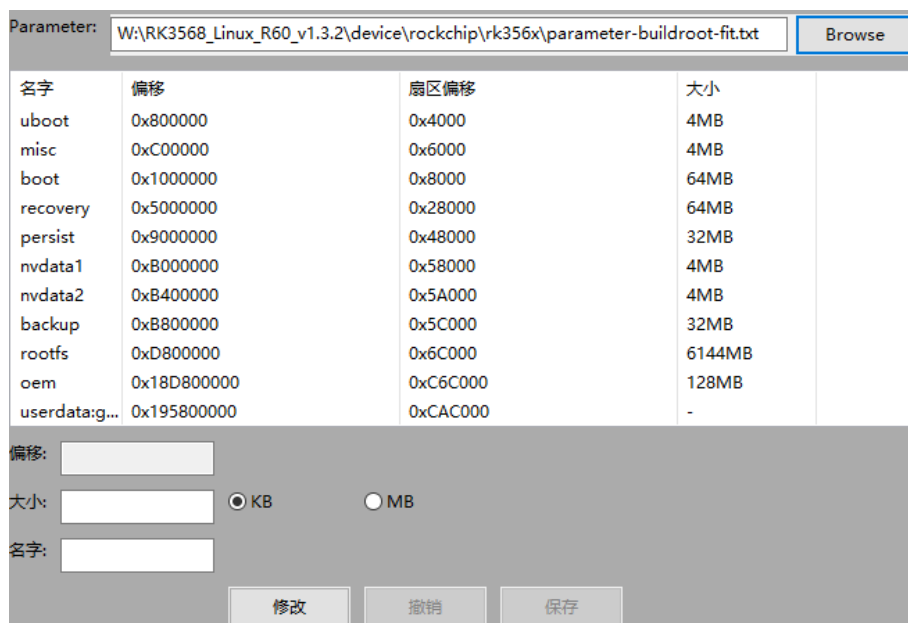 Parameter: W:\RK3568_Linux_R60_v1.3.2\device\rockchip\rk356x\parameter-buildroot-fit.txt Browse
名字 偏移 扇区偏移 大小
uboot 0x800000 0x4000 4MB
misc 0xC00000 0x6000 4MB
boot 0x1000000 0x8000 64MB
recovery 0x5000000 0x28000 64MB
persist 0x9000000 0x48000 32MB
nvdata1 0xB000000 0x58000 4MB
nvdata2 0xB400000 0x5A000 4MB
backup 0xB800000 0x5C000 32MB
rootfs 0xD800000 0x6C000 6144MB
oem 0x18D800000 0xC6C000 128MB
userdata:g... 0x195800000 0xCAC000 -
偏移:
大小: KB MB
名字:
修改 撤销 保存